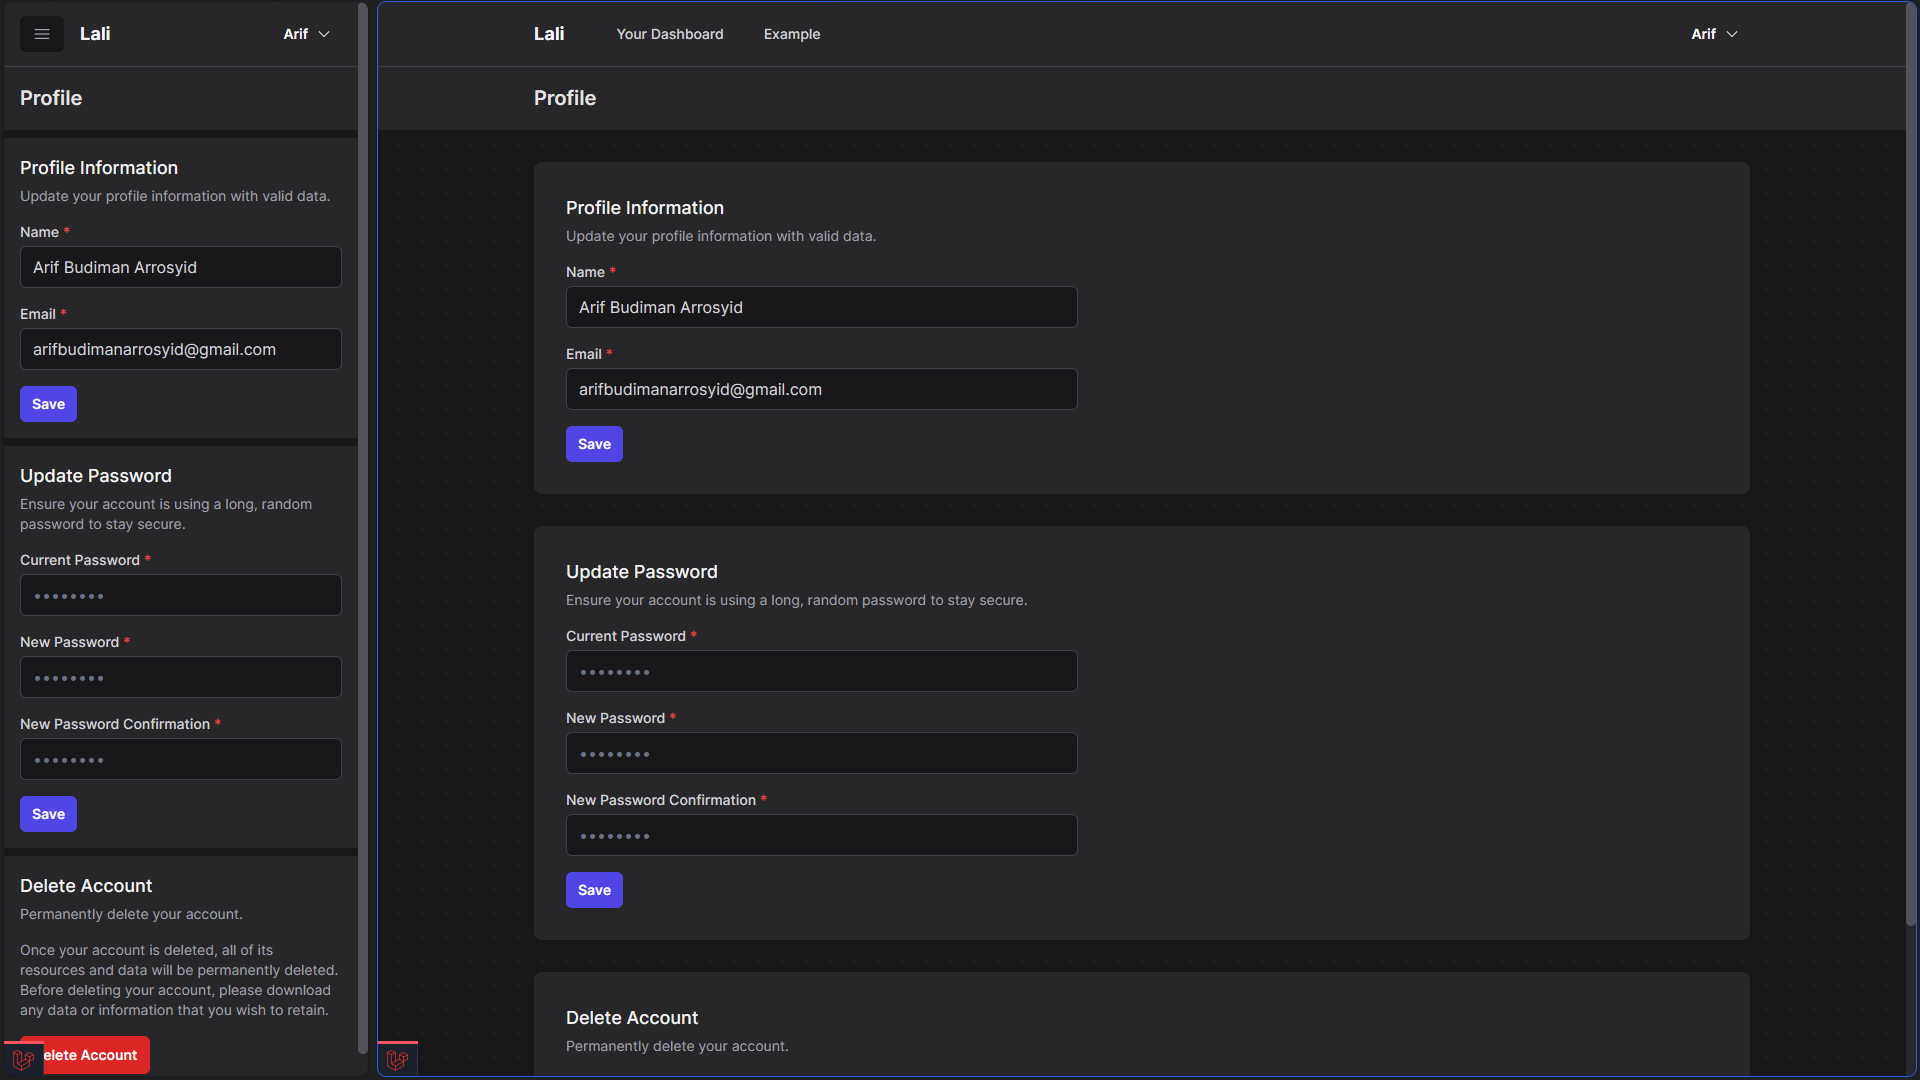 Lali
Arif
Profile
Profile Information
Update your profile information with valid data.
Name *
Arif Budiman Arrosyid
Email *
arifbudimanarrosyid@gmail.com
Save
Update Password
Ensure your account is using a long, random
password to stay secure.
Current Password *
••••••••
New Password *
••••••••
New Password Confirmation *
••••••••
Save
Delete Account
Permanently delete your account.
Once your account is deleted, all of its
resources and data will be permanently deleted.
Before deleting your account, please download
any data or information that you wish to retain.
elete Account
Lali
Your Dashboard
Example
Arif
Profile
Profile Information
Update your profile information with valid data.
Name *
Arif Budiman Arrosyid
Email *
arifbudimanarrosyid@gmail.com
Save
Update Password
Ensure your account is using a long, random password to stay secure.
Current Password *
••••••••
New Password *
••••••••
New Password Confirmation *
••••••••
Save
Delete Account
Permanently delete your account.